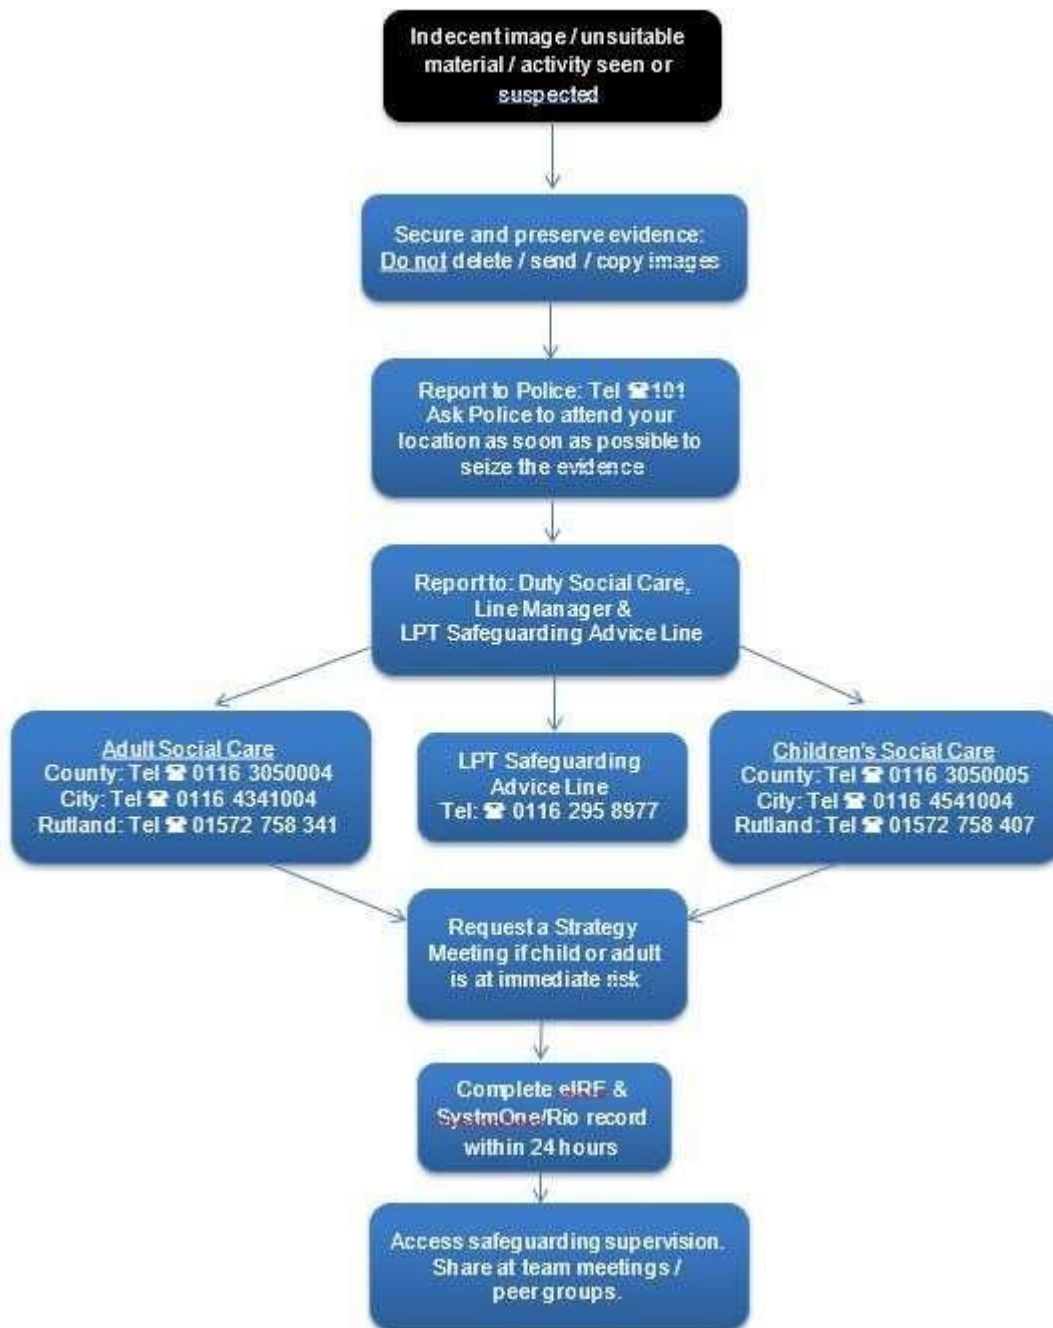 Indecent image / unsuitable
material / activity seen or
suspected
Secure and preserve evidence:
Do not delete / send / copy images
Report to Police: Tel ☎101
Ask Police to attend your
location as soon as possible to
seize the evidence
Report to: Duty Social Care,
Line Manager &
LPT Safeguarding Advice Line
Adult Social Care
County: Tel ☎ 0116 3050004
City: Tel ☎ 0116 4341004
Rutland: Tel ☎ 01572 758 341
LPT Safeguarding
Advice Line
Tel: ☎ 0116 295 8977
Children's Social Care
County: Tel ☎ 0116 3050005
City: Tel ☎ 0116 4541004
Rutland: Tel ☎ 01572 758 407
Request a Strategy
Meeting if child or adult
is at immediate risk
Complete eIRF &
SystmOne/Rio record
within 24 hours
Access safeguarding supervision.
Share at team meetings /
peer groups.